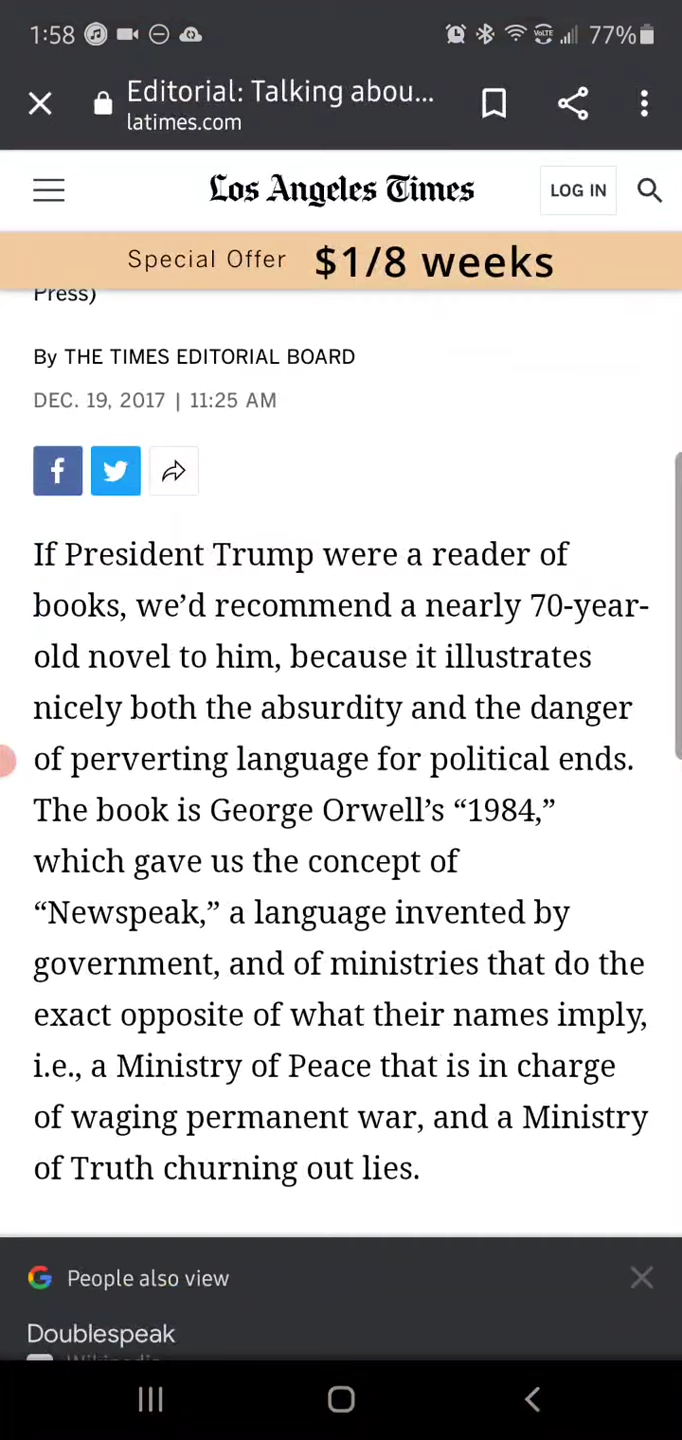 1:58
VoLTE
77%
Editorial: Talking abou...
latimes.com
Los Angeles Times
LOG IN
Special Offer $1/8 weeks
Press)
By THE TIMES EDITORIAL BOARD
DEC. 19, 2017 | 11:25 AM
If President Trump were a reader of
books, we’d recommend a nearly 70-year-
old novel to him, because it illustrates
nicely both the absurdity and the danger
of perverting language for political ends.
The book is George Orwell’s “1984,”
which gave us the concept of
“Newspeak,” a language invented by
government, and of ministries that do the
exact opposite of what their names imply,
i.e., a Ministry of Peace that is in charge
of waging permanent war, and a Ministry
of Truth churning out lies.
People also view
Doublespeak
Wikipedia